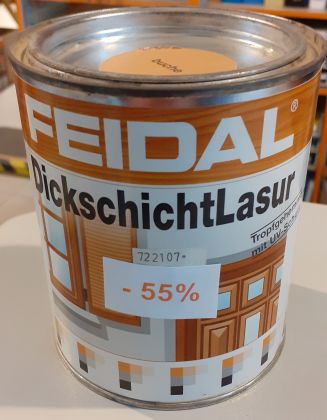 buche
FEIDAL®
DickschichtLasur
Tropfgehemmt
mit UV-Schutz
722107*
- 55%